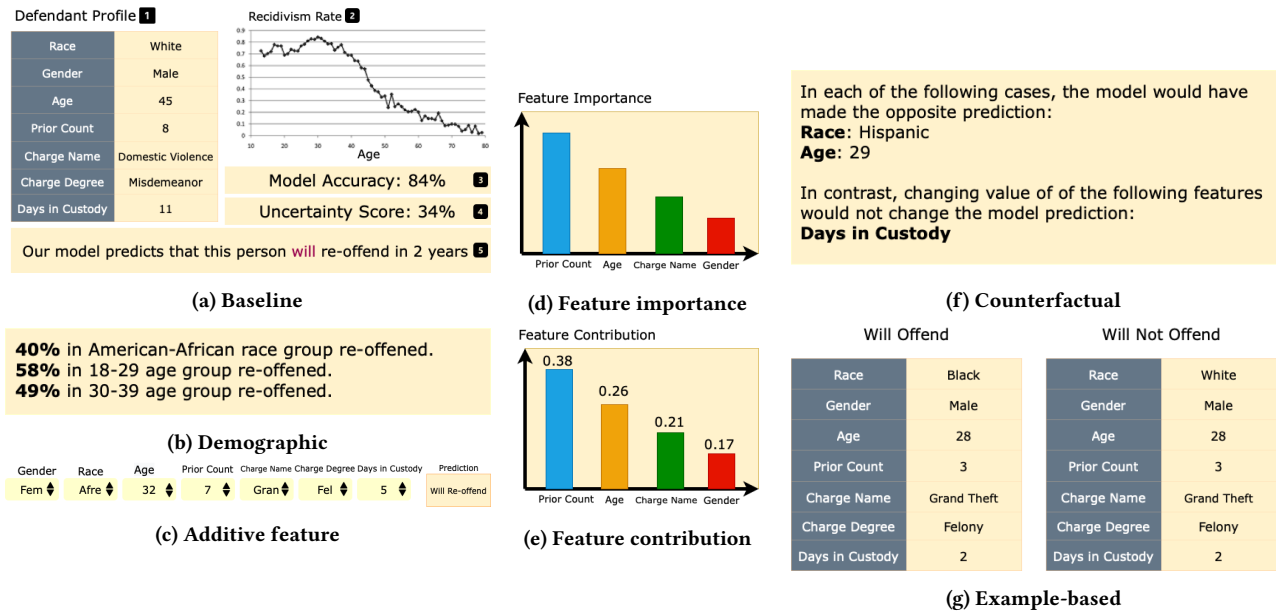 Defendant Profile 1
Race White
Gender Male
Age 45
Prior Count 8
Charge Name Domestic Violence
Charge Degree Misdemeanor
Days in Custody 11
Recidivism Rate 2
0.9
0.8
0.7
0.6
0.5
0.4
0.3
0.2
0.1
0
10 20 30 40 50 60 70 80
Age
Model Accuracy: 84% 3
Uncertainty Score: 34% 4
Our model predicts that this person will re-offend in 2 years 5
(a) Baseline
40% in American-African race group re-offened.
58% in 18-29 age group re-offened.
49% in 30-39 age group re-offened.
(b) Demographic
Gender Race Age Prior Count Charge Name Charge Degree Days in Custody Prediction
Fem Afre 32 7 Gran Fel 5 Will Re-offend
(c) Additive feature
Feature Importance
Prior Count Age Charge Name Gender
(d) Feature importance
Feature Contribution
0.38
0.26
0.21
0.17
Prior Count Age Charge Name Gender
(e) Feature contribution
In each of the following cases, the model would have
made the opposite prediction:
Race: Hispanic
Age: 29
In contrast, changing value of of the following features
would not change the model prediction:
Days in Custody
(f) Counterfactual
Will Offend
Race Black
Gender Male
Age 28
Prior Count 3
Charge Name Grand Theft
Charge Degree Felony
Days in Custody 2
Will Not Offend
Race White
Gender Male
Age 28
Prior Count 3
Charge Name Grand Theft
Charge Degree Felony
Days in Custody 2
(g) Example-based